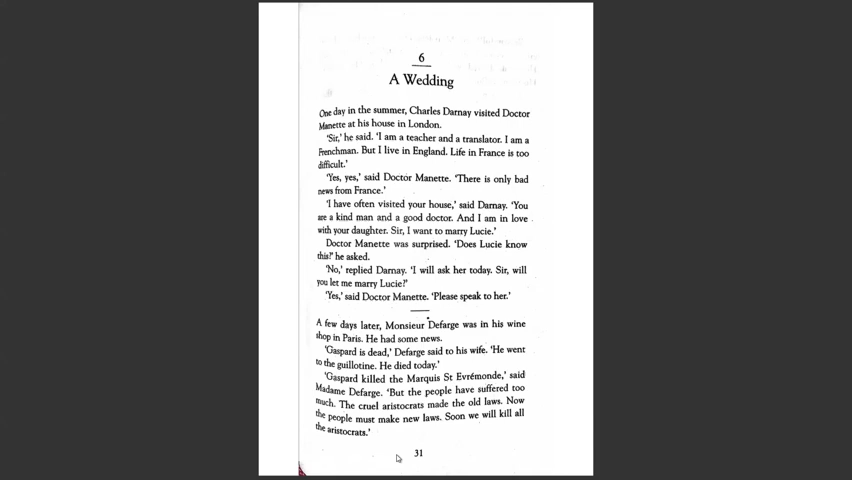 6
A Wedding
One day in the summer, Charles Darnay visited Doctor
Manette at his house in London.
'Sir,' he said. 'I am a teacher and a translator. I am a
Frenchman. But I live in England. Life in France is too
difficult.'
'Yes, yes,' said Doctor Manette. 'There is only bad
news from France.'
'I have often visited your house,' said Darnay. 'You
are a kind man and a good doctor. And I am in love
with your daughter. Sir, I want to marry Lucie.'
Doctor Manette was surprised. 'Does Lucie know
this?' he asked.
'No,' replied Darnay. 'I will ask her today. Sir, will
you let me marry Lucie?'
'Yes,' said Doctor Manette. 'Please speak to her.'
A few days later, Monsieur Defarge was in his wine
shop in Paris. He had some news.
'Gaspard is dead,' Defarge said to his wife. 'He went
to the guillotine. He died today.'
'Gaspard killed the Marquis St Evrémonde,' said
Madame Defarge. 'But the people have suffered too
much. The cruel aristocrats made the old laws. Now
the people must make new laws. Soon we will kill all
the aristocrats.'
31